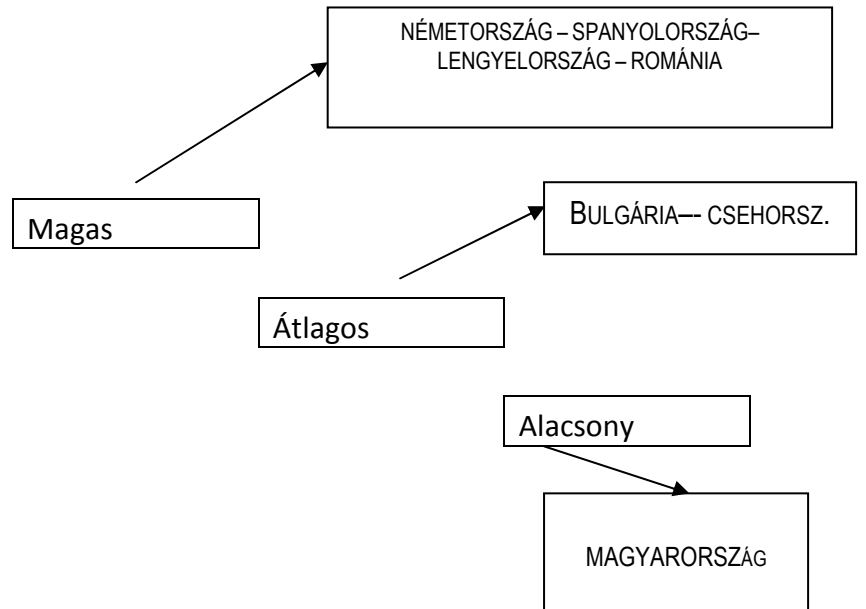 NÉMETORSZÁG – SPANYOLORSZÁG–
LENGYELORSZÁG – ROMÁNIA
Magas
BULGÁRIA–- CSEHORSZ.
Átlagos
Alacsony
MAGYARORSZÁG